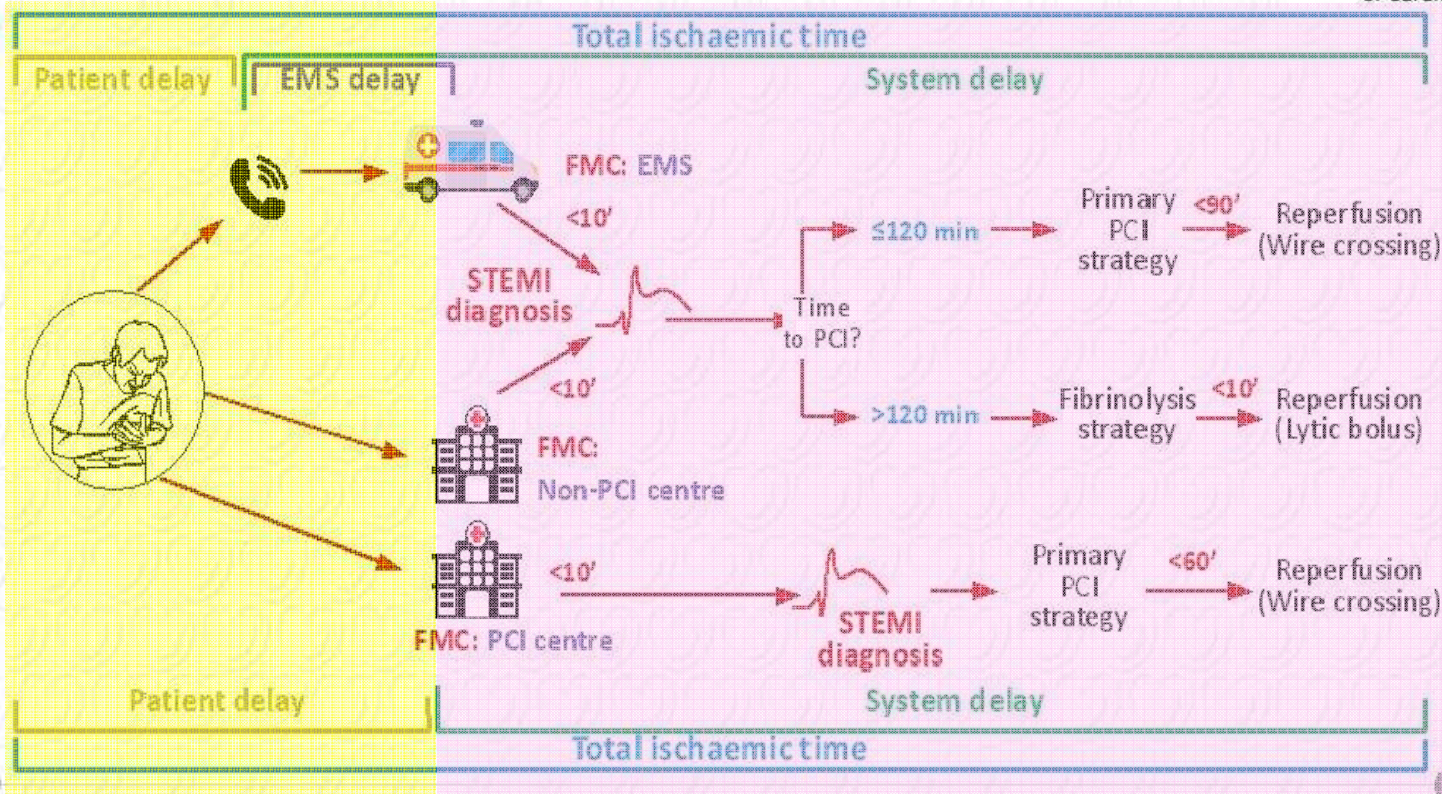 Total ischaemic time
Patient delay
EMS delay
System delay
FMC: EMS
<10’
STEMI
diagnosis
<10’
Time
to PCI?
≤120 min
Primary
PCI
strategy
<90’
Reperfusion
(Wire crossing)
>120 min
Fibrinolysis
strategy
<10’
Reperfusion
(Lytic bolus)
FMC:
Non-PCI centre
<10’
FMC: PCI centre
STEMI
diagnosis
Primary
PCI
strategy
<60’
Reperfusion
(Wire crossing)
Patient delay
System delay
Total ischaemic time